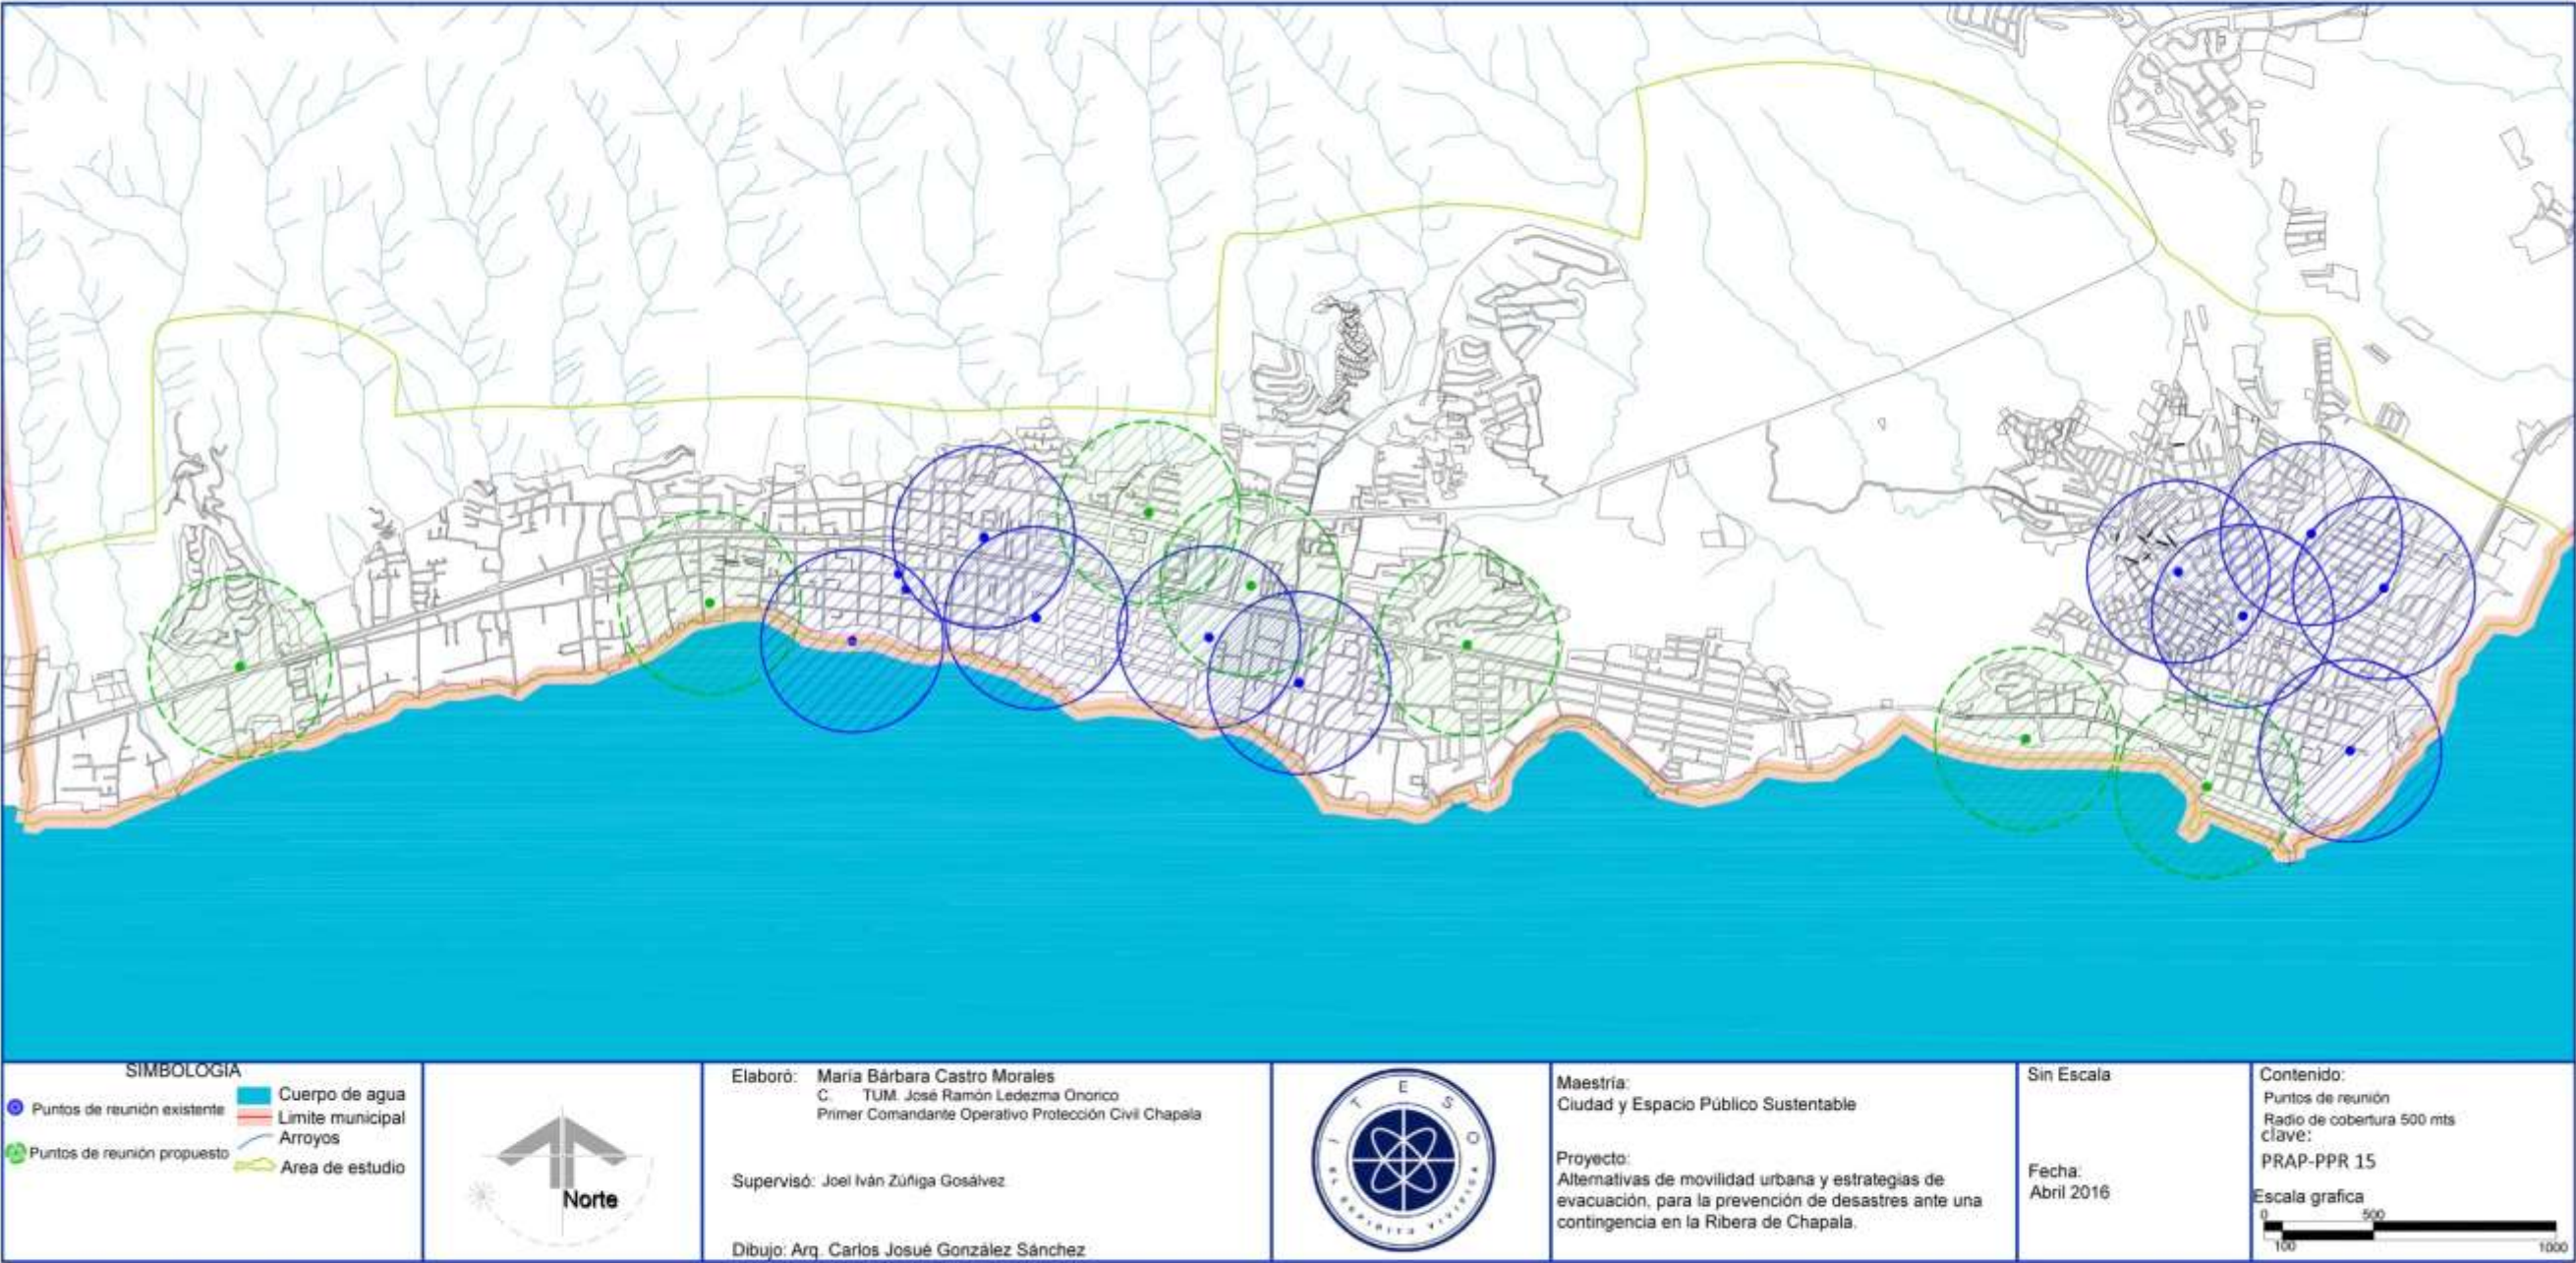 SIMBOLOGIA
Puntos de reunión existente
Puntos de reunión propuesto
Cuerpo de agua
Limite municipal
Arroyos
Area de estudio
Norte
Elaboró: María Bárbara Castro Morales
C. TUM. José Ramón Ledezma Onorico
Primer Comandante Operativo Protección Civil Chapala
Supervisó: Joel Iván Zúñiga Gosálvez
Dibujo: Arq. Carlos Josué González Sánchez
I T E S O
EL ESPIRITU VIVIFICA
Maestría:
Ciudad y Espacio Público Sustentable
Proyecto:
Alternativas de movilidad urbana y estrategias de
evacuación, para la prevención de desastres ante una
contingencia en la Ribera de Chapala.
Sin Escala
Fecha:
Abril 2016
Contenido:
Puntos de reunión
Radio de cobertura 500 mts
clave:
PRAP-PPR 15
Escala grafica
0 500
100 1000